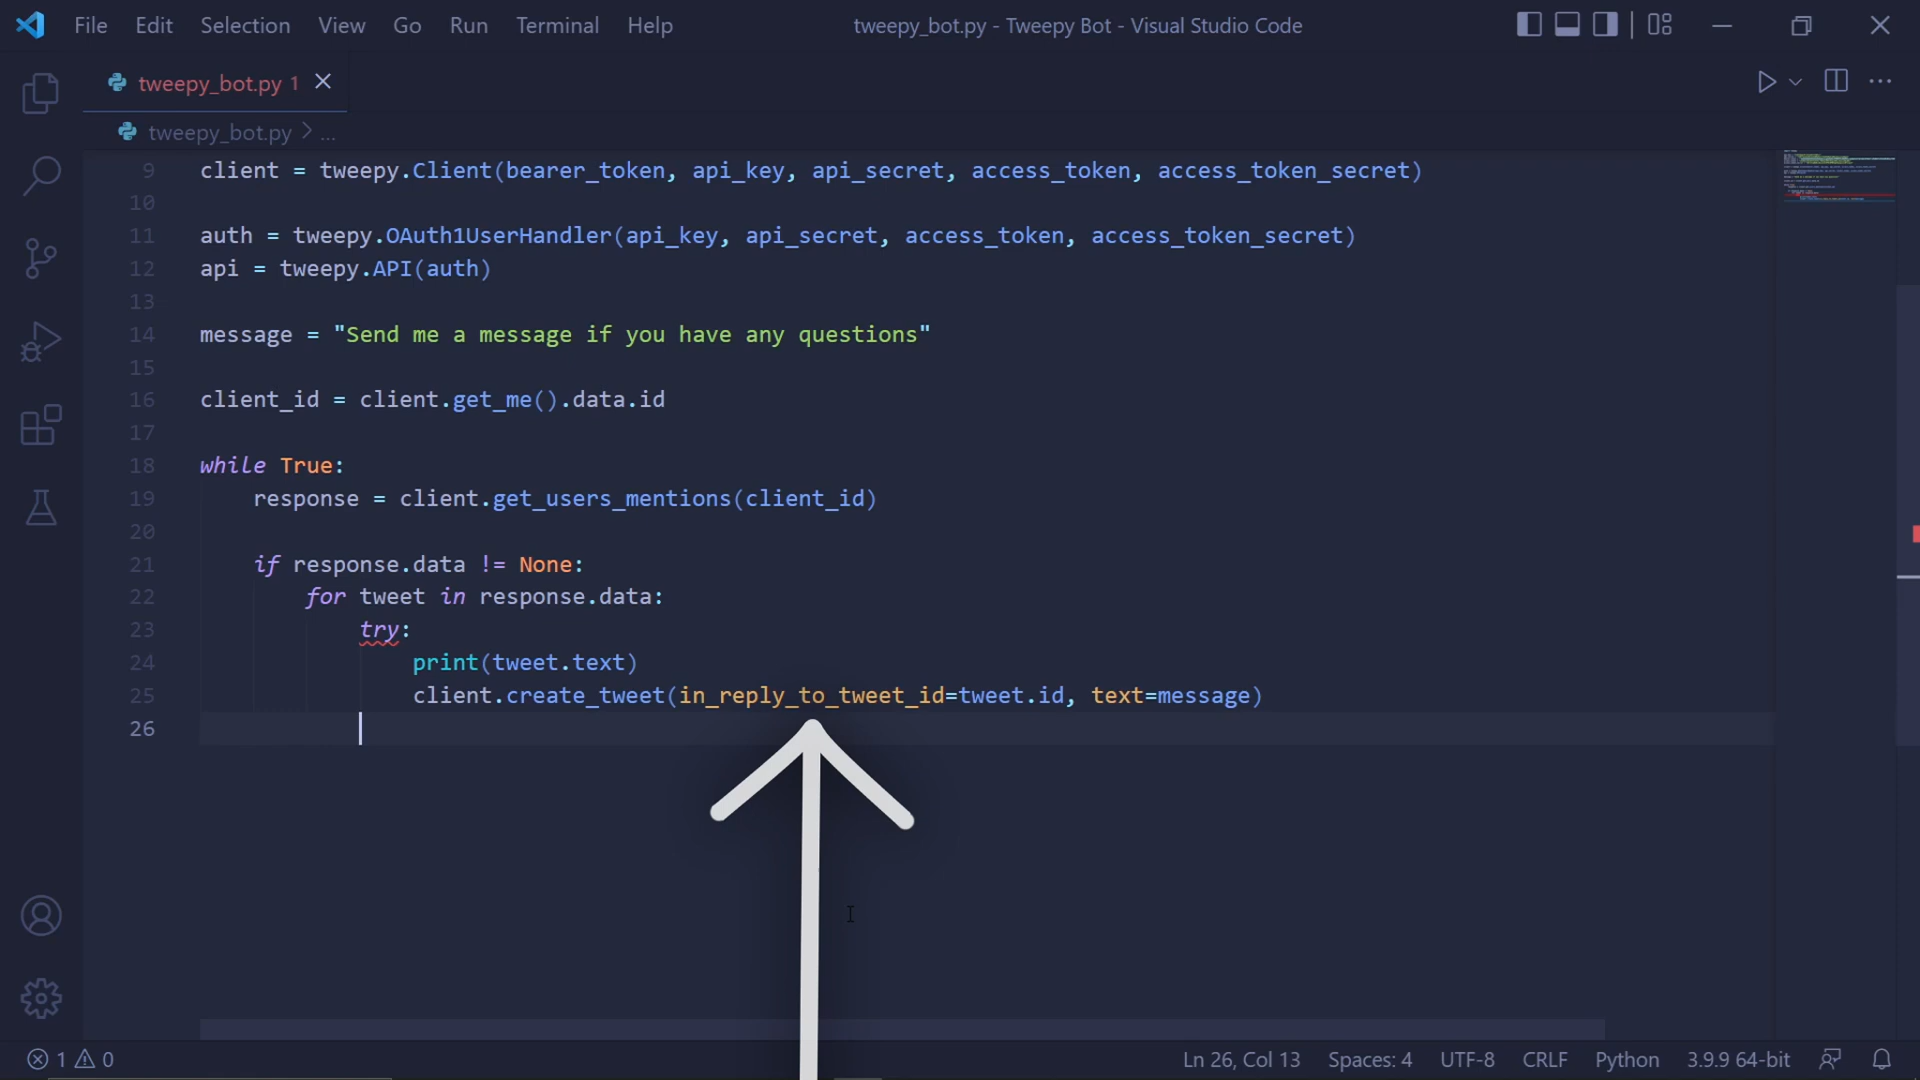 File Edit Selection View Go Run Terminal Help
tweepy_bot.py - Tweepy Bot - Visual Studio Code
tweepy_bot.py 1
tweepy_bot.py > ...
9 client = tweepy.Client(bearer_token, api_key, api_secret, access_token, access_token_secret)
10
11 auth = tweepy.OAuth1UserHandler(api_key, api_secret, access_token, access_token_secret)
12 api = tweepy.API(auth)
13
14 message = "Send me a message if you have any questions"
15
16 client_id = client.get_me().data.id
17
18 while True:
19 response = client.get_users_mentions(client_id)
20
21 if response.data != None:
22 for tweet in response.data:
23 try:
24 print(tweet.text)
25 client.create_tweet(in_reply_to_tweet_id=tweet.id, text=message)
26
1 0
Ln 26, Col 13 Spaces: 4 UTF-8 CRLF Python 3.9.9 64-bit